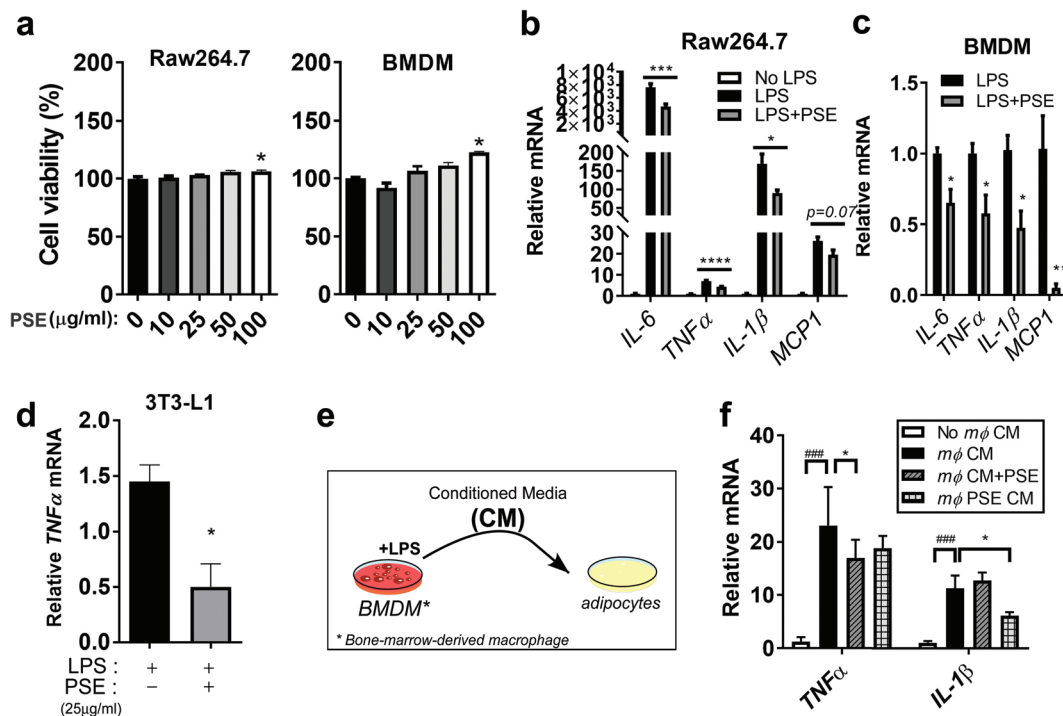 a
Raw264.7
BMDM
Cell viability (%)
200
150
100
50
0
*
200
150
100
50
0
*
PSE (μg/ml):
0 10 25 50 100
0 10 25 50 100
b
Raw264.7
Relative mRNA
1×10⁴
8×10³
6×10³
4×10³
2×10³
200
150
100
50
20
0
No LPS
LPS
LPS+PSE
***
****
*
p=0.07
IL-6 TNFα IL-1β MCP1
c
BMDM
Relative mRNA
1.5
1.0
0.5
0.0
LPS
LPS+PSE
* * * **
IL-6 TNFα IL-1β MCP1
d
3T3-L1
Relative TNFα mRNA
2.0
1.5
1.0
0.5
0.0
*
LPS : + +
PSE : – +
(25μg/ml)
e
Conditioned Media
(CM)
+LPS
BMDM*
adipocytes
* Bone-marrow-derived macrophage
f
Relative mRNA
40
30
20
10
0
No mϕ CM
mϕ CM
mϕ CM+PSE
mϕ PSE CM
### *
### *
TNFα IL-1β